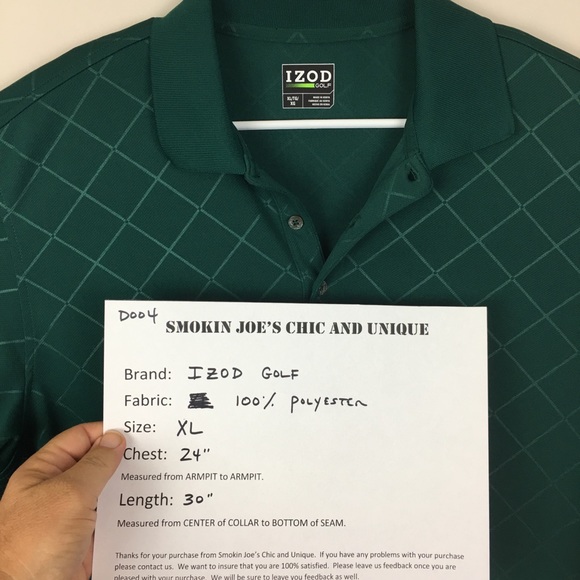 IZOD
GOLF
XL/TG/
XG
D004
SMOKIN JOE'S CHIC AND UNIQUE
Brand: IZOD GOLF
Fabric: 100% POLYESTER
Size: XL
Chest: 24"
Measured from ARMPIT to ARMPIT.
Length: 30"
Measured from CENTER of COLLAR to BOTTOM of SEAM.
Thanks for your purchase from Smokin Joe's Chic and Unique. If you have any problems with your purchase
please contact us. We want to insure that you are 100% satisfied. Please leave us feedback once you are
pleased with your purchase. We will be sure to leave you feedback as well.